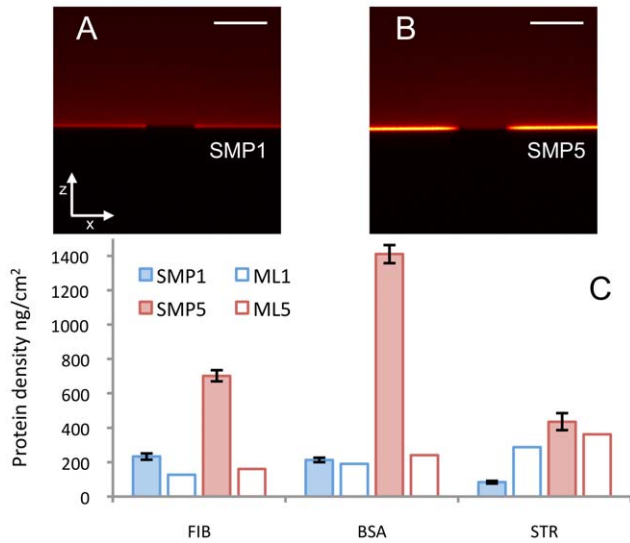 A
B
SMP1
SMP5
z
x
C
SMP1
ML1
SMP5
ML5
Protein density ng/cm²
1400
1200
1000
800
600
400
200
0
FIB
BSA
STR